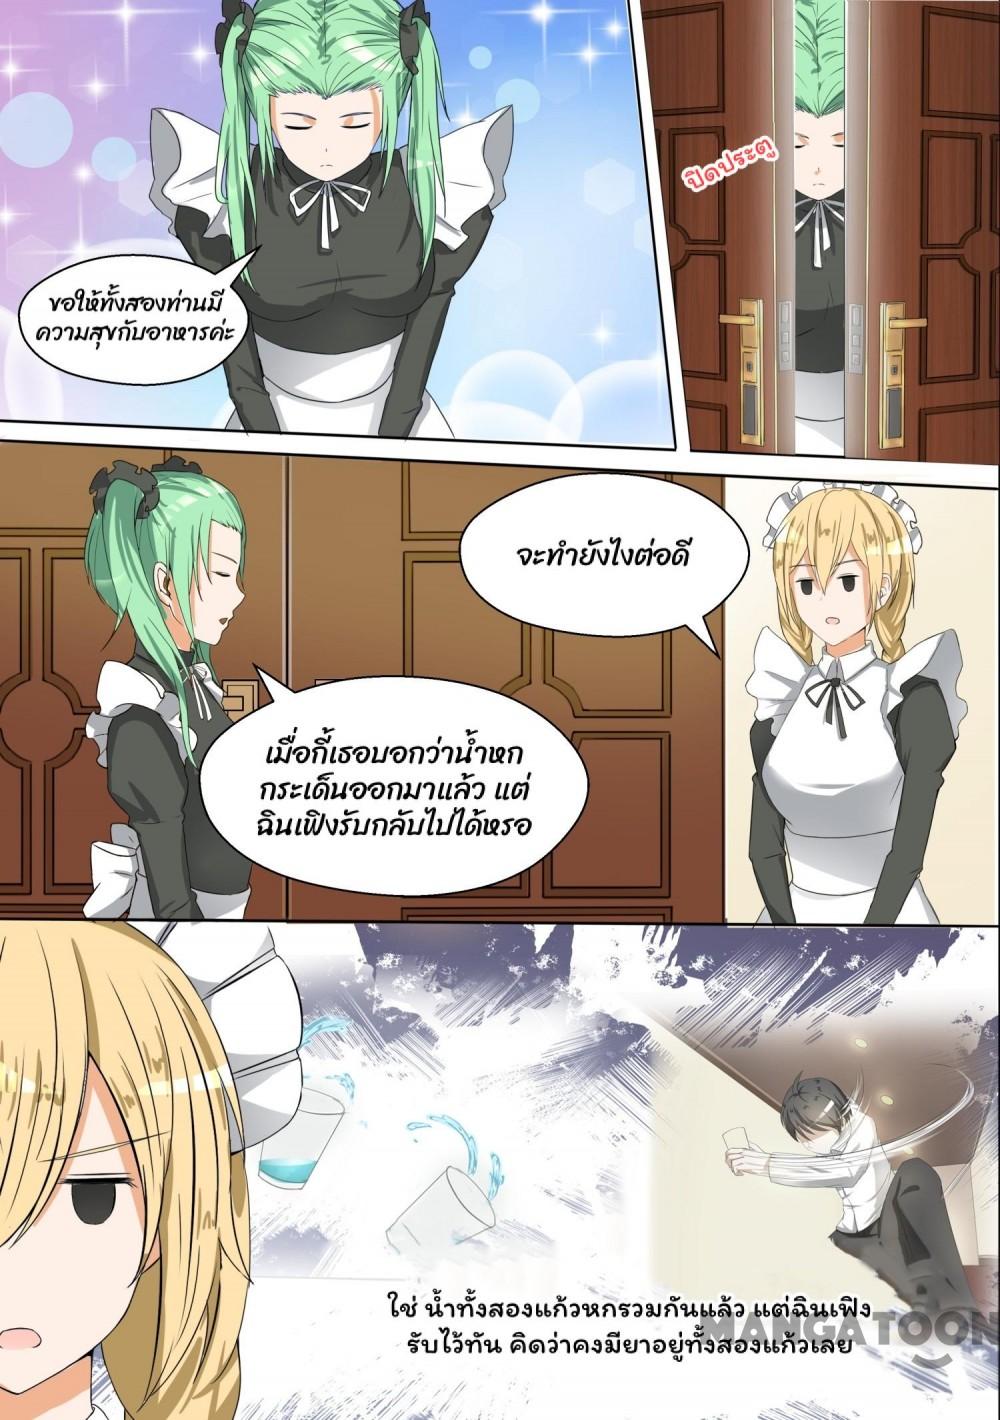 ขอให้ทั้งสองท่านมี
ความสุขกับอาหารค่ะ
ปิดประตู
จะทำยังไงต่อดี
เมื่อกี้เธอบอกว่าน้ำหก
กระเด็นออกมาแล้ว แต่
ฉินเฟิงรับกลับไปได้หรอ
ใช่ น้ำทั้งสองแก้วหกรวมกันแล้ว แต่ฉินเฟิง
รับไว้ทัน คิดว่าคงมียาอยู่ทั้งสองแก้วเลย
MANGATOON